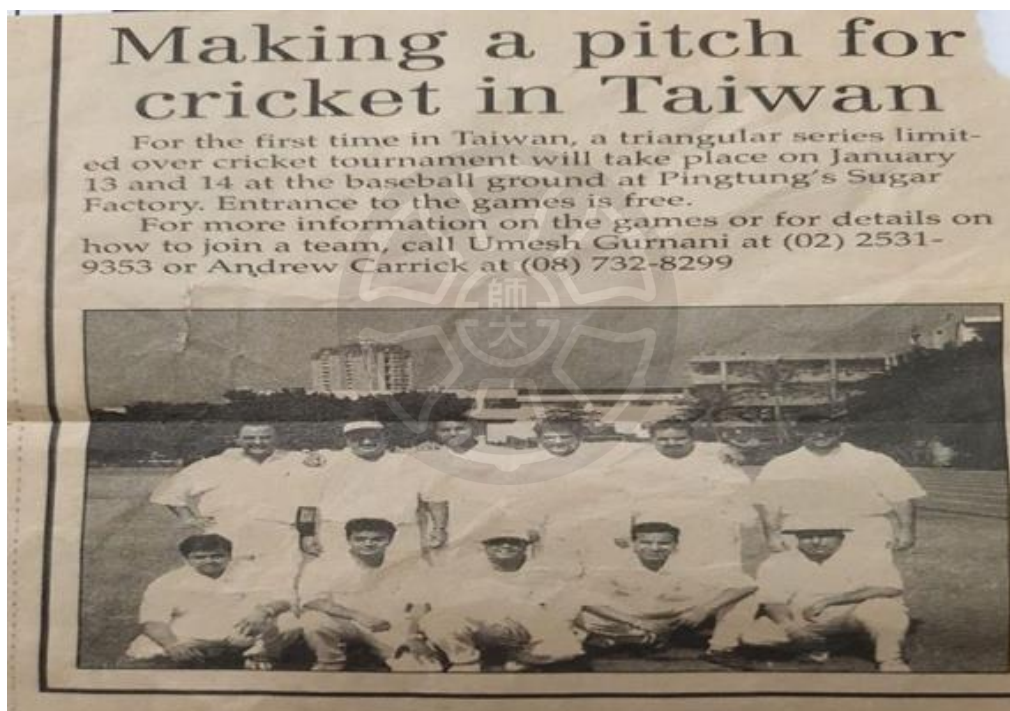 Making a pitch for
cricket in Taiwan
For the first time in Taiwan, a triangular series limit-
ed over cricket tournament will take place on January
13 and 14 at the baseball ground at Pingtung's Sugar
Factory. Entrance to the games is free.
For more information on the games or for details on
how to join a team, call Umesh Gurnani at (02) 2531-
9353 or Andrew Carrick at (08) 732-8299
師大